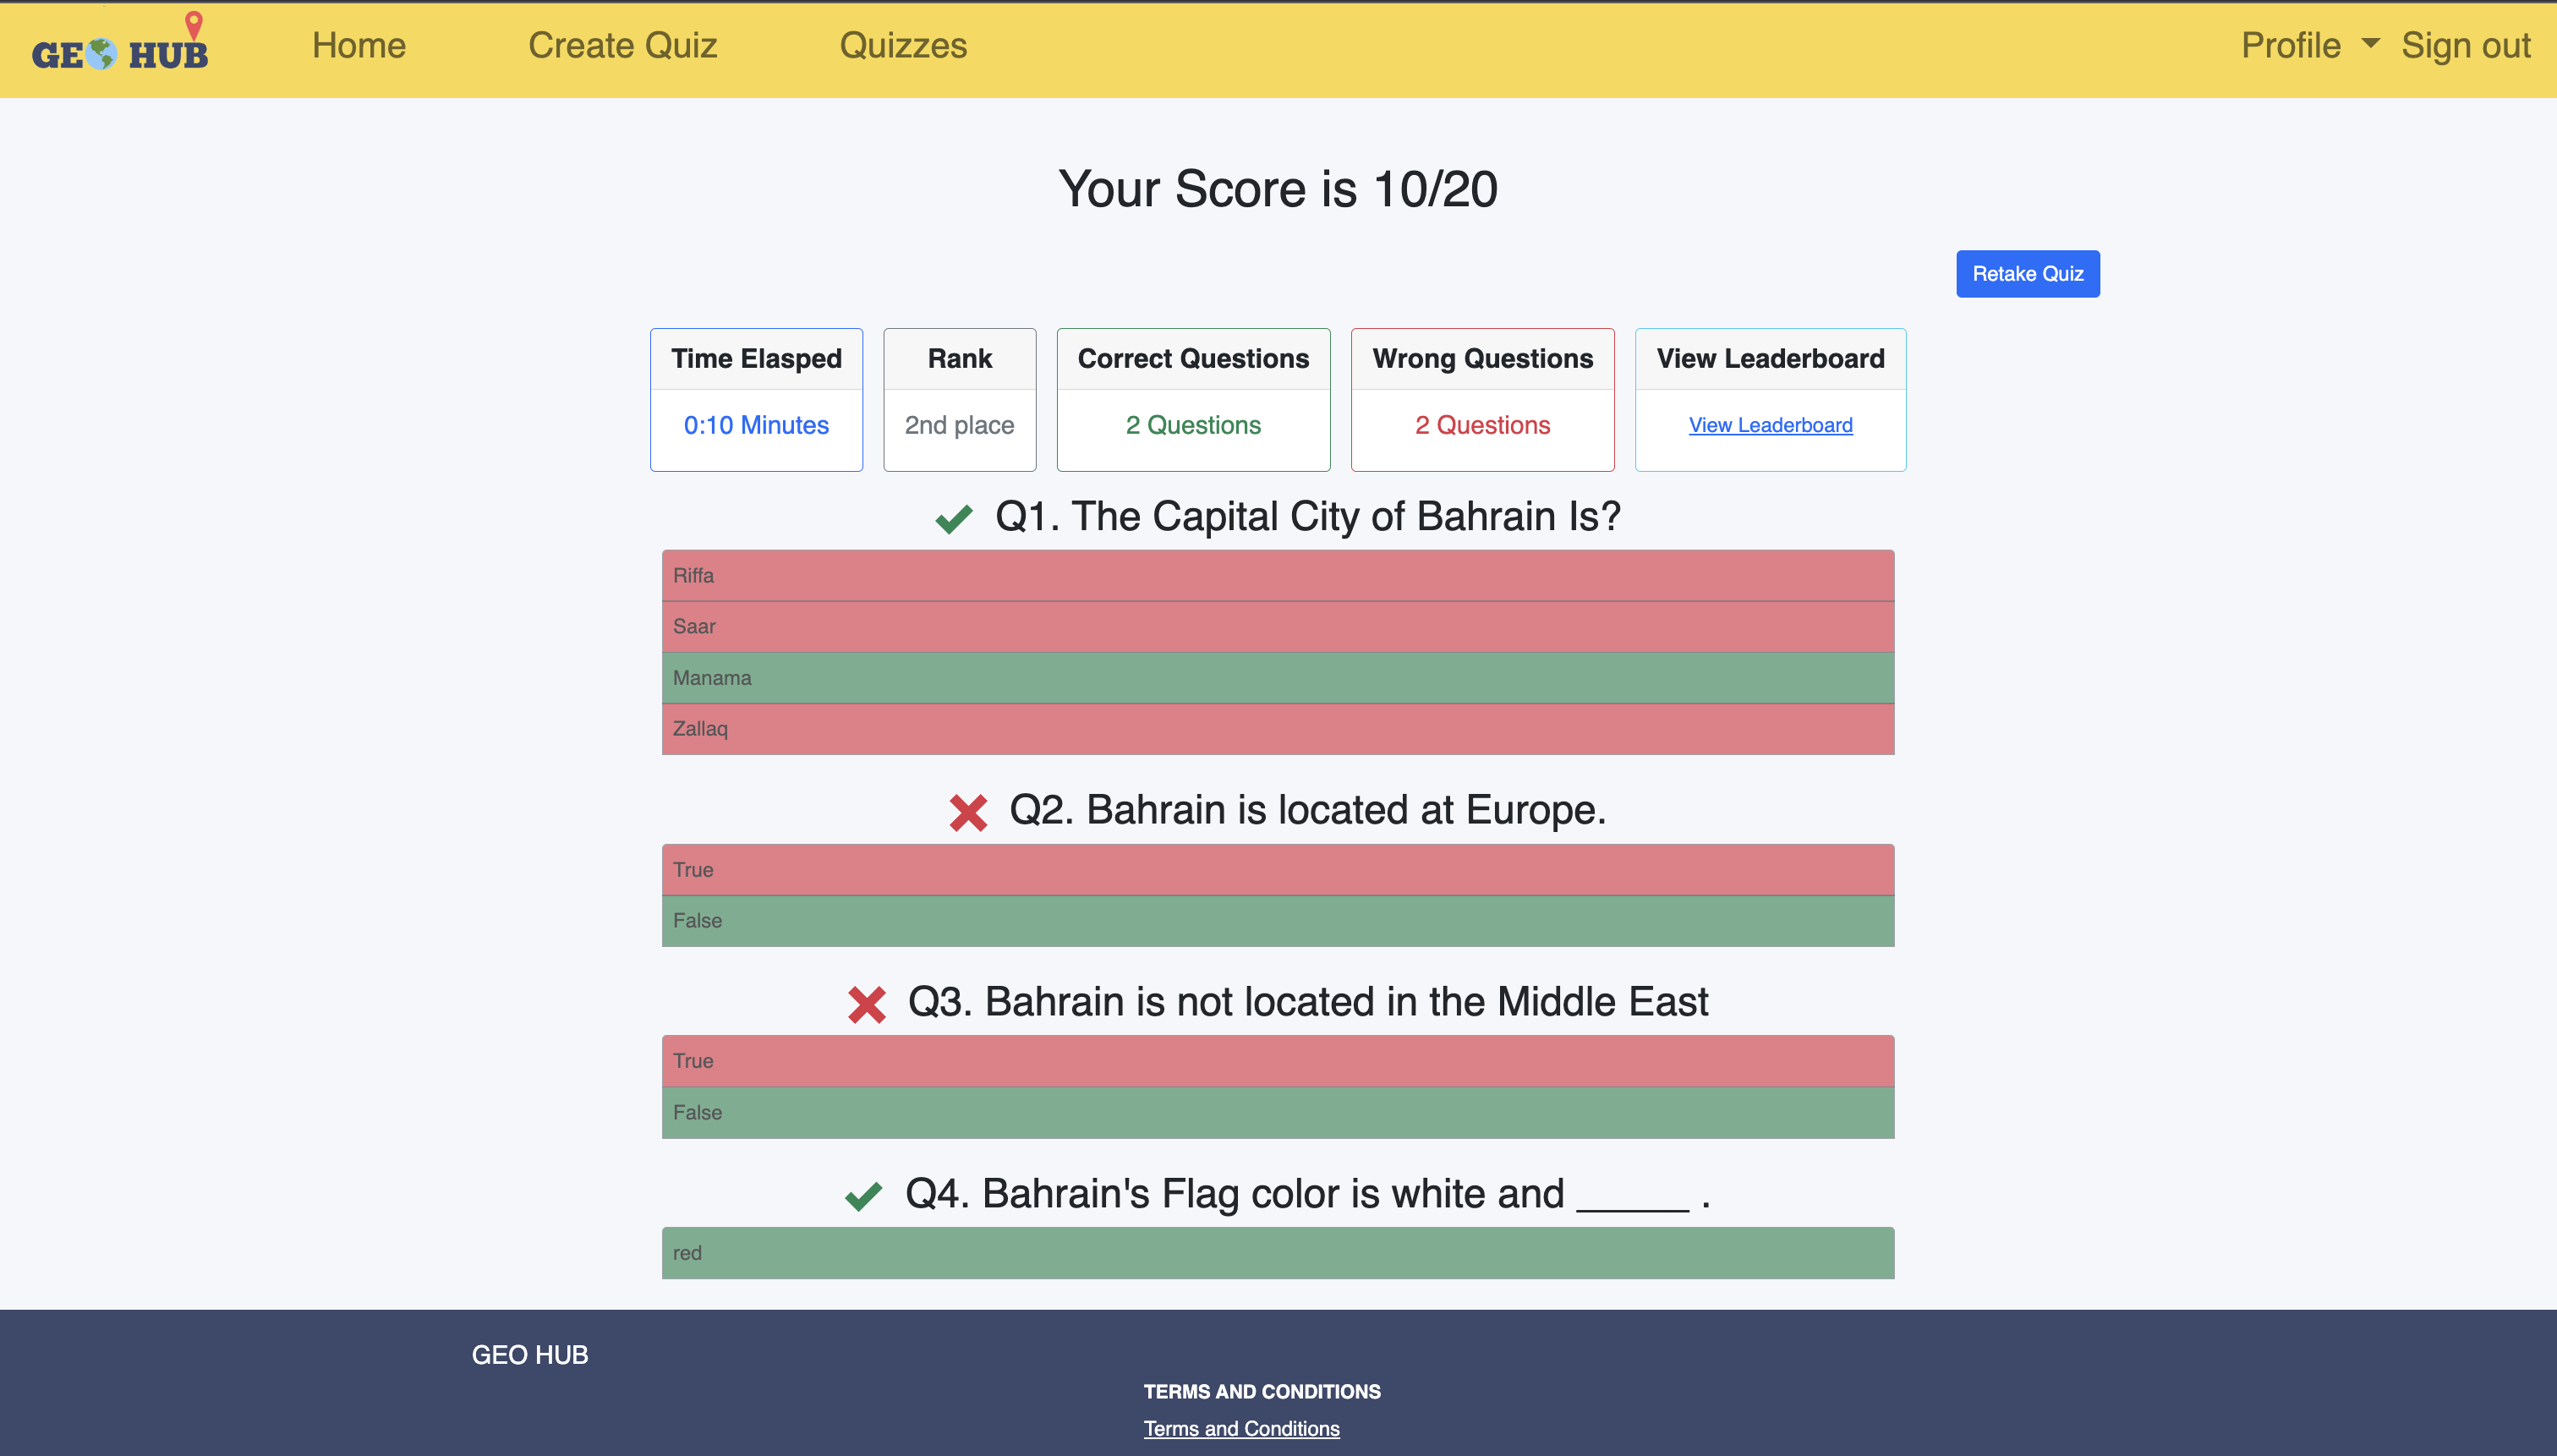 GEO HUB
Home
Create Quiz
Quizzes
Profile
Sign out
Your Score is 10/20
Retake Quiz
Time Elasped
Rank
Correct Questions
Wrong Questions
View Leaderboard
0:10 Minutes
2nd place
2 Questions
2 Questions
View Leaderboard
Q1. The Capital City of Bahrain Is?
Riffa
Saar
Manama
Zallaq
Q2. Bahrain is located at Europe.
True
False
Q3. Bahrain is not located in the Middle East
True
False
Q4. Bahrain's Flag color is white and _____ .
red
GEO HUB
TERMS AND CONDITIONS
Terms and Conditions